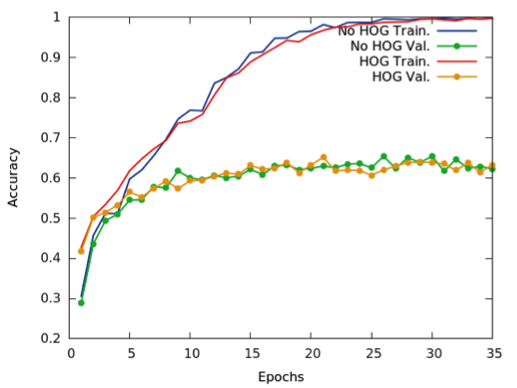 1
0.9
0.8
0.7
0.6
0.5
0.4
0.3
0.2
Accuracy
No HOG Train.
No HOG Val.
HOG Train.
HOG Val.
0 5 10 15 20 25 30 35
Epochs